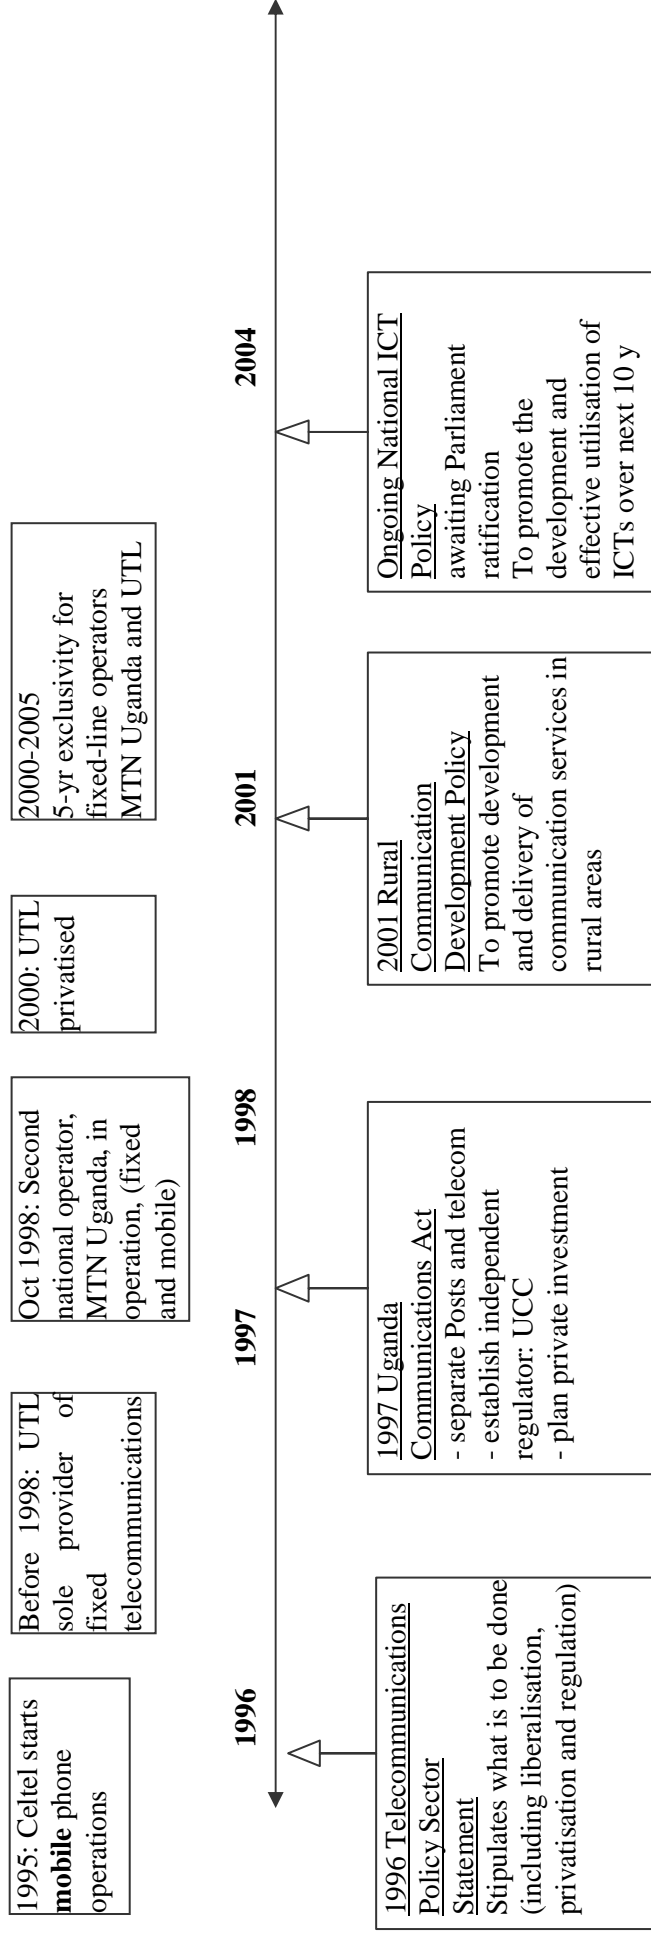 1995: Celtel starts
mobile phone
operations
Before 1998: UTL
sole provider of
fixed
telecommunications
Oct 1998: Second
national operator,
MTN Uganda, in
operation, (fixed
and mobile)
2000: UTL
privatised
2000-2005
5-yr exclusivity for
fixed-line operators
MTN Uganda and UTL
1996
1997
1998
2001
2004
1996 Telecommunications
Policy Sector
Statement
Stipulates what is to be done
(including liberalisation,
privatisation and regulation)
1997 Uganda
Communications Act
- separate Posts and telecom
- establish independent
regulator: UCC
- plan private investment
2001 Rural
Communication
Development Policy
To promote development
and delivery of
communication services in
rural areas
Ongoing National ICT
Policy
awaiting Parliament
ratification
To promote the
development and
effective utilisation of
ICTs over next 10 y